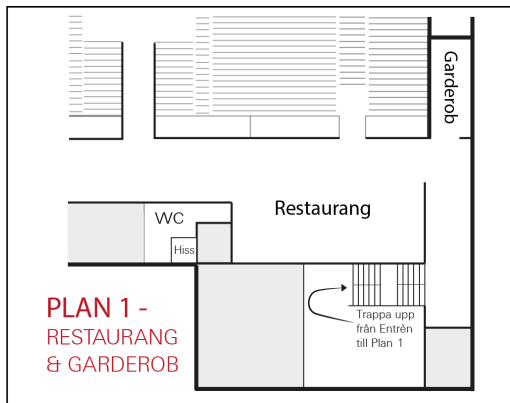 Garderob
WC
Restaurang
Hiss
PLAN 1 -
RESTAURANG
& GARDEROB
Trappa upp
från Entrèn
till Plan 1